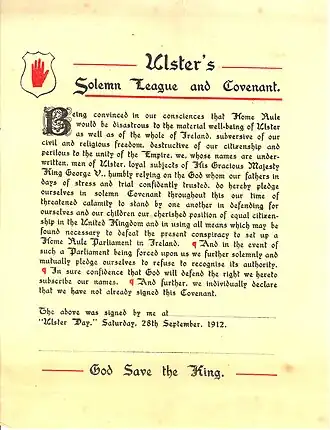 Ulster's
Solemn League and Covenant.
Being convinced in our consciences that Home Rule
would be disastrous to the material well-being of Ulster
as well as of the whole of Ireland, subversive of our
civil and religious freedom, destructive of our citizenship and
perilous to the unity of the Empire, we, whose names are under-
written, men of Ulster, loyal subjects of His Gracious Majesty
King George V., humbly relying on the God whom our fathers in
days of stress and trial confidently trusted, do hereby pledge
ourselves in solemn Covenant throughout this our time of
threatened calamity to stand by one another in defending for
ourselves and our children our cherished position of equal citizen-
ship in the United Kingdom and in using all means which may be
found necessary to defeat the present conspiracy to set up a
Home Rule Parliament in Ireland. ¶ And in the event of
such a Parliament being forced upon us we further solemnly and
mutually pledge ourselves to refuse to recognise its authority.
¶ In sure confidence that God will defend the right we hereto
subscribe our names. ¶ And further, we individually declare
that we have not already signed this Covenant.
The above was signed by me at
"Ulster Day," Saturday, 28th September, 1912.
God Save the King.